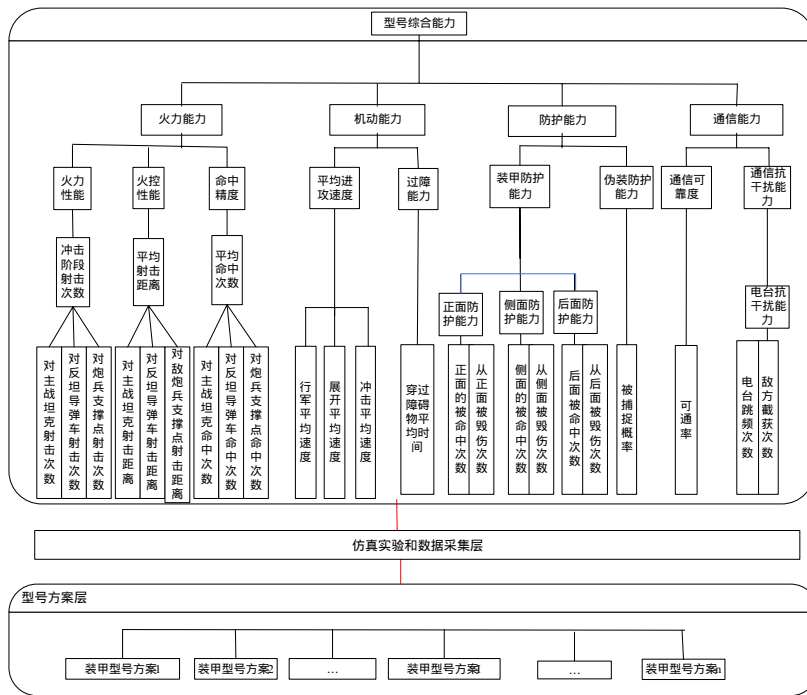 型号综合能力
火力能力
机动能力
防护能力
通信能力
火力
性能
火控
性能
命中
精度
平均进
攻速度
过障
能力
装甲防护
能力
伪装防护
能力
通信可
靠度
通信抗
干扰能
力
冲击
阶段
射击
次数
平均
射击
距离
平均
命中
次数
正面防
护能力
侧面防
护能力
后面防
护能力
电台抗
干扰能
力
对主战坦克射击次数
对反坦导弹车射击次数
对炮兵支撑点射击次数
对主战坦克射击距离
对反坦导弹车射击距离
对敌炮兵支撑点射击距离
对主战坦克命中次数
对反坦导弹车命中次数
对炮兵支撑点命中次数
行军平均速度
展开平均速度
冲击平均速度
穿障物均
过碍平时间
正面的被命中次数
从正面被毁伤次数
侧面的被命中次数
从侧面被毁伤次数
后面被命中次数
从后面被毁伤次数
被捕捉概率
可通率
电台跳频次数
敌方截获次数
仿真实验和数据采集层
型号方案层
装甲型号方案1
装甲型号方案2
…
装甲型号方案I
…
装甲型号方案n